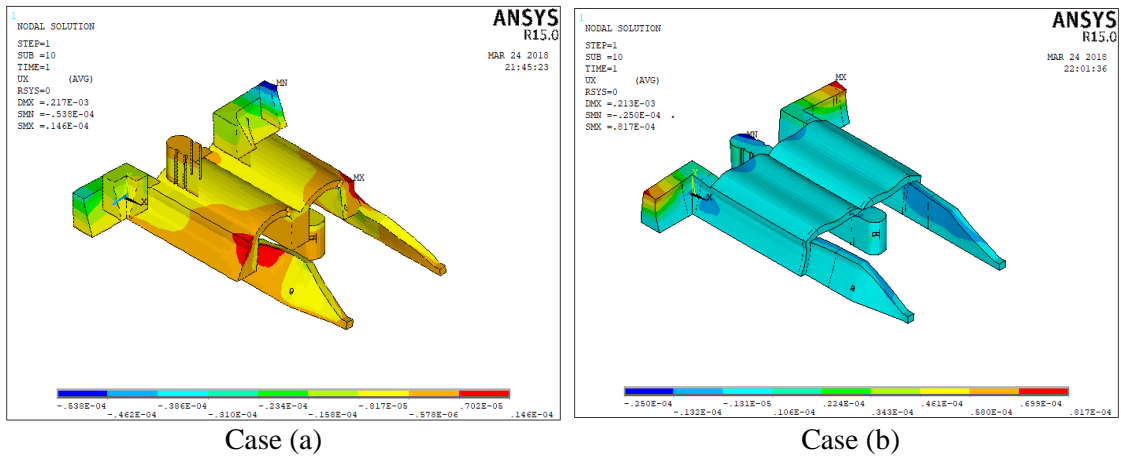 1
NODAL SOLUTION
STEP=1
SUB =10
TIME=1
UX (AVG)
RSYS=0
DMX =.217E-03
SMN =-.538E-04
SMX =.146E-04
ANSYS
R15.0
MAR 24 2018
21:45:23
MN
MX
X
-.538E-04 -.386E-04 -.234E-04 -.817E-05 .702E-05
-.462E-04 -.310E-04 -.158E-04 -.578E-06 .146E-04
Case (a)
1
NODAL SOLUTION
STEP=1
SUB =10
TIME=1
UX (AVG)
RSYS=0
DMX =.213E-03
SMN =-.250E-04
SMX =.817E-04
ANSYS
R15.0
MAR 24 2018
22:01:36
MX
MN
Y
X
-.250E-04 -.131E-05 .224E-04 .461E-04 .699E-04
-.132E-04 .106E-04 .343E-04 .580E-04 .817E-04
Case (b)